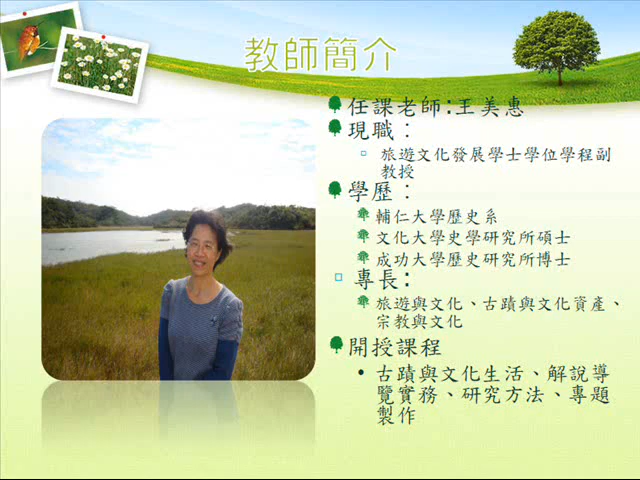 教師簡介
任課老師:王美惠
現職：
旅遊文化發展學士學位學程副
教授
學歷：
輔仁大學歷史系
文化大學史學研究所碩士
成功大學歷史研究所博士
專長:
旅遊與文化、古蹟與文化資產、
宗教與文化
開授課程
古蹟與文化生活、解說導
覽實務、研究方法、專題
製作